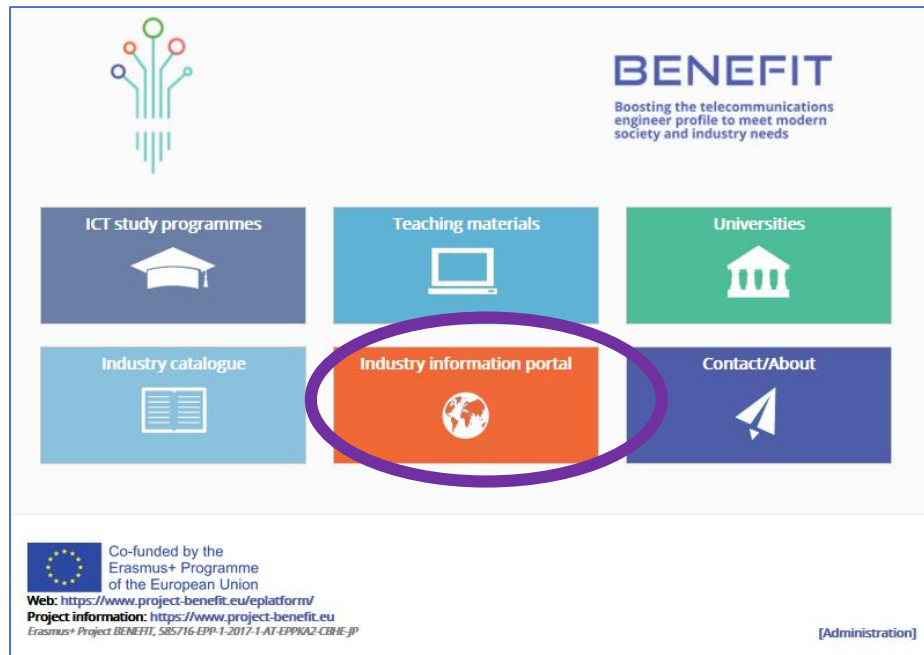 BENEFIT
Boosting the telecommunications
engineer profile to meet modern
society and industry needs
ICT study programmes
Teaching materials
Universities
Industry catalogue
Industry information portal
Contact/About
Co-funded by the
Erasmus+ Programme
of the European Union
Web: https://www.project-benefit.eu/eplatform/
Project information: https://www.project-benefit.eu
Erasmus+ Project BENEFIT, 585716-EPP-1-2017-1-AT-EPPKA2-CBHE-JP
[Administration]